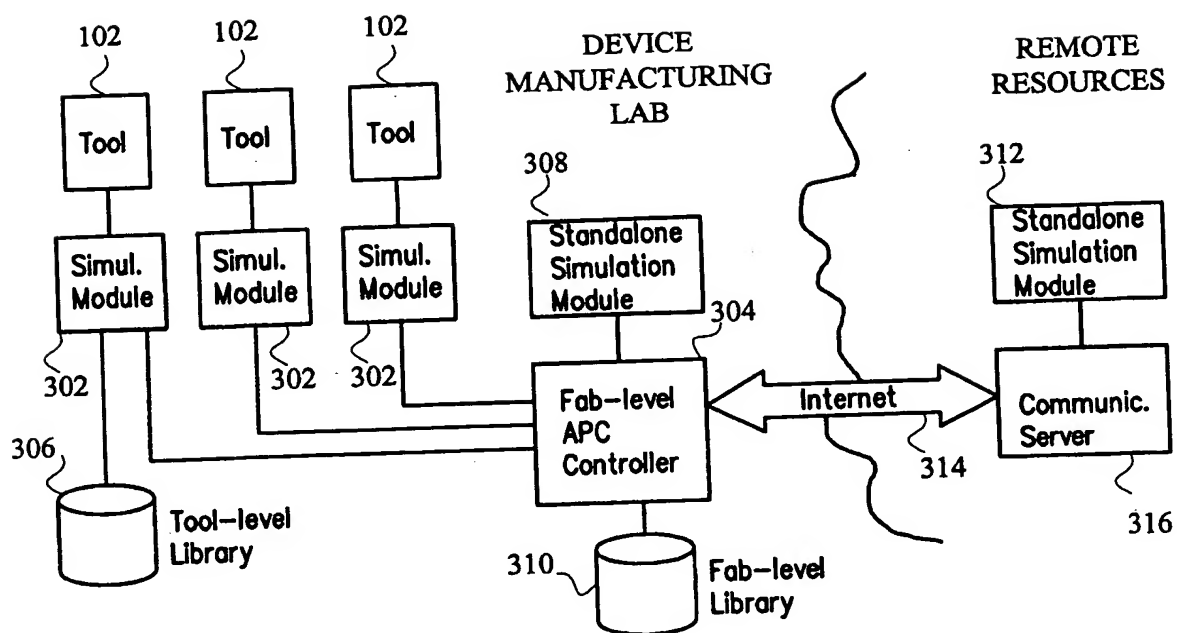 102
102
102
DEVICE
MANUFACTURING
LAB
REMOTE
RESOURCES
Tool
Tool
Tool
308
312
Simul.
Module
Simul.
Module
Simul.
Module
Standalone
Simulation
Module
Standalone
Simulation
Module
304
302
302
302
Fab-level
APC
Controller
Internet
314
Communic.
Server
316
306
Tool-level
Library
310
Fab-level
Library